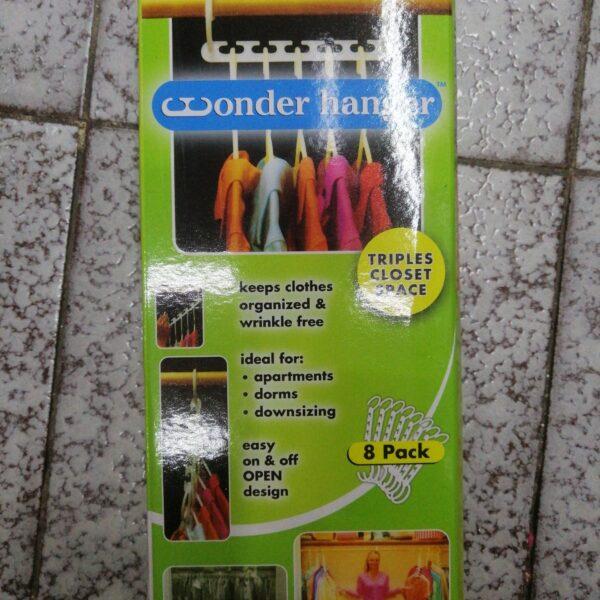 wonder hanger™
TRIPLES
CLOSET
SPACE
keeps clothes
organized &
wrinkle free
ideal for:
• apartments
• dorms
• downsizing
easy
on & off
OPEN
design
8 Pack